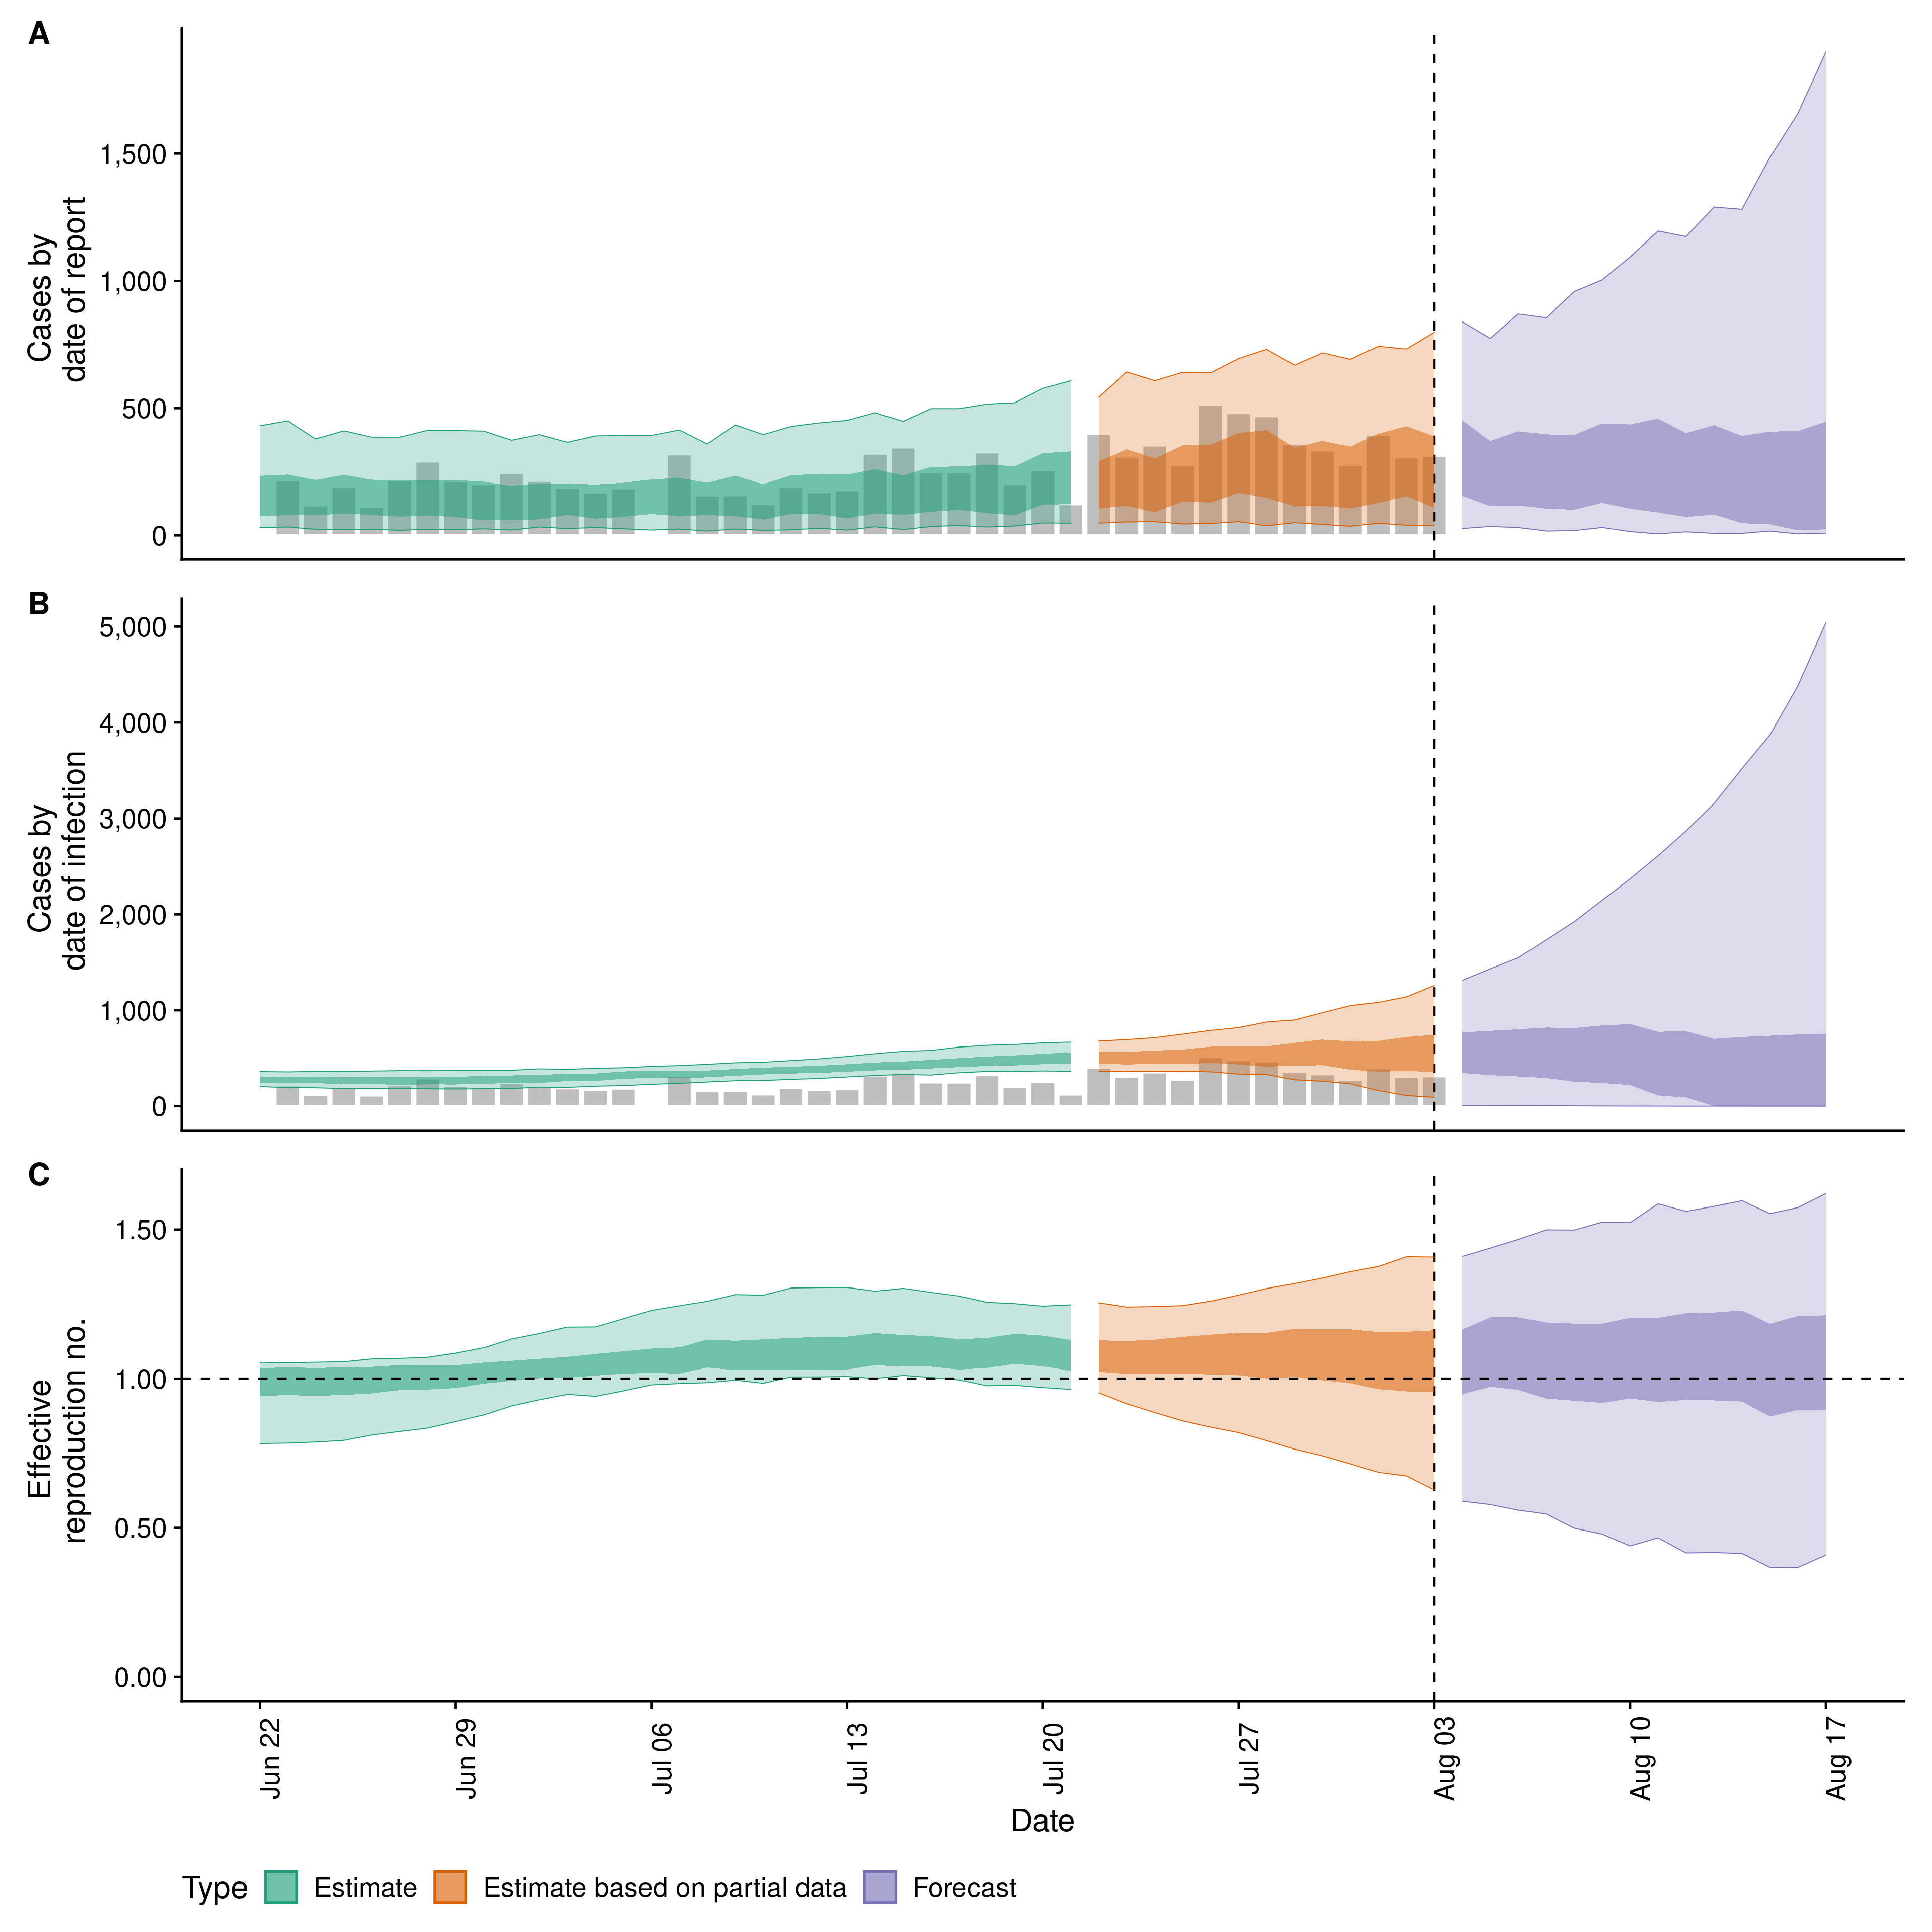 A
Cases by
date of report
1,500
1,000
500
0
B
Cases by
date of infection
5,000
4,000
3,000
2,000
1,000
0
C
Effective
reproduction no.
1.50
1.00
0.50
0.00
Jun 22
Jun 29
Jul 06
Jul 13
Jul 20
Jul 27
Aug 03
Aug 10
Aug 17
Date
Type Estimate Estimate based on partial data Forecast